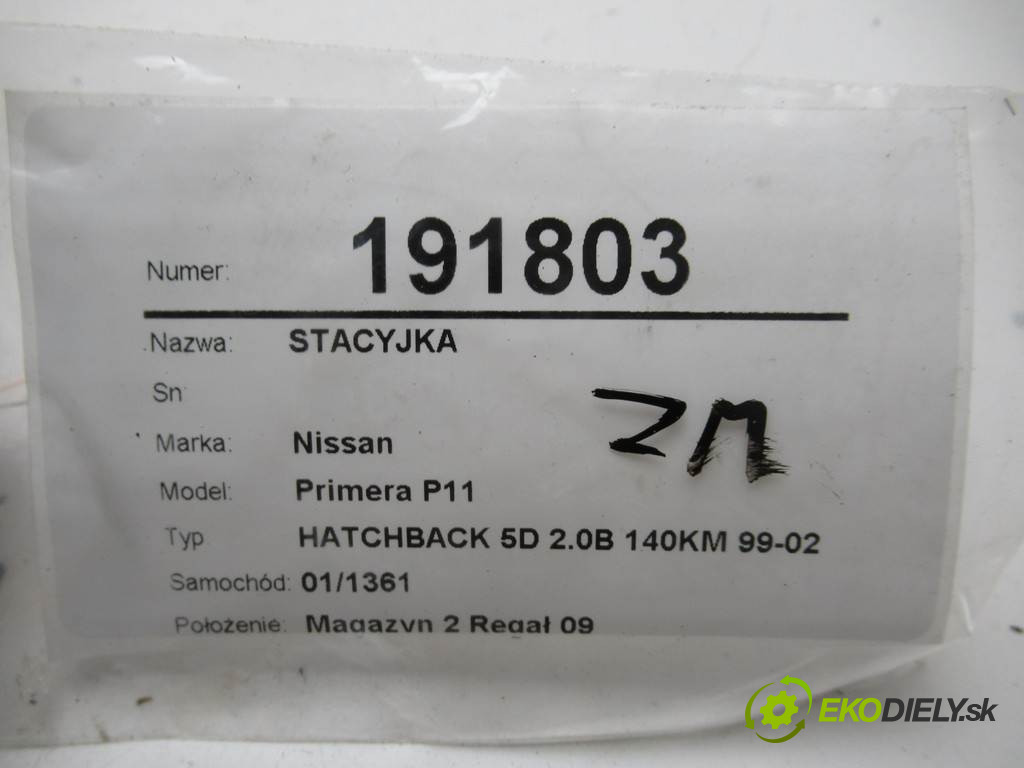 Numer: 191803
Nazwa: STACYJKA
Sn
ZM
Marka: Nissan
Model: Primera P11
Typ HATCHBACK 5D 2.0B 140KM 99-02
Samochód: 01/1361
Położenie: Magazyn 2 Regał 09
EKODIELY.sk